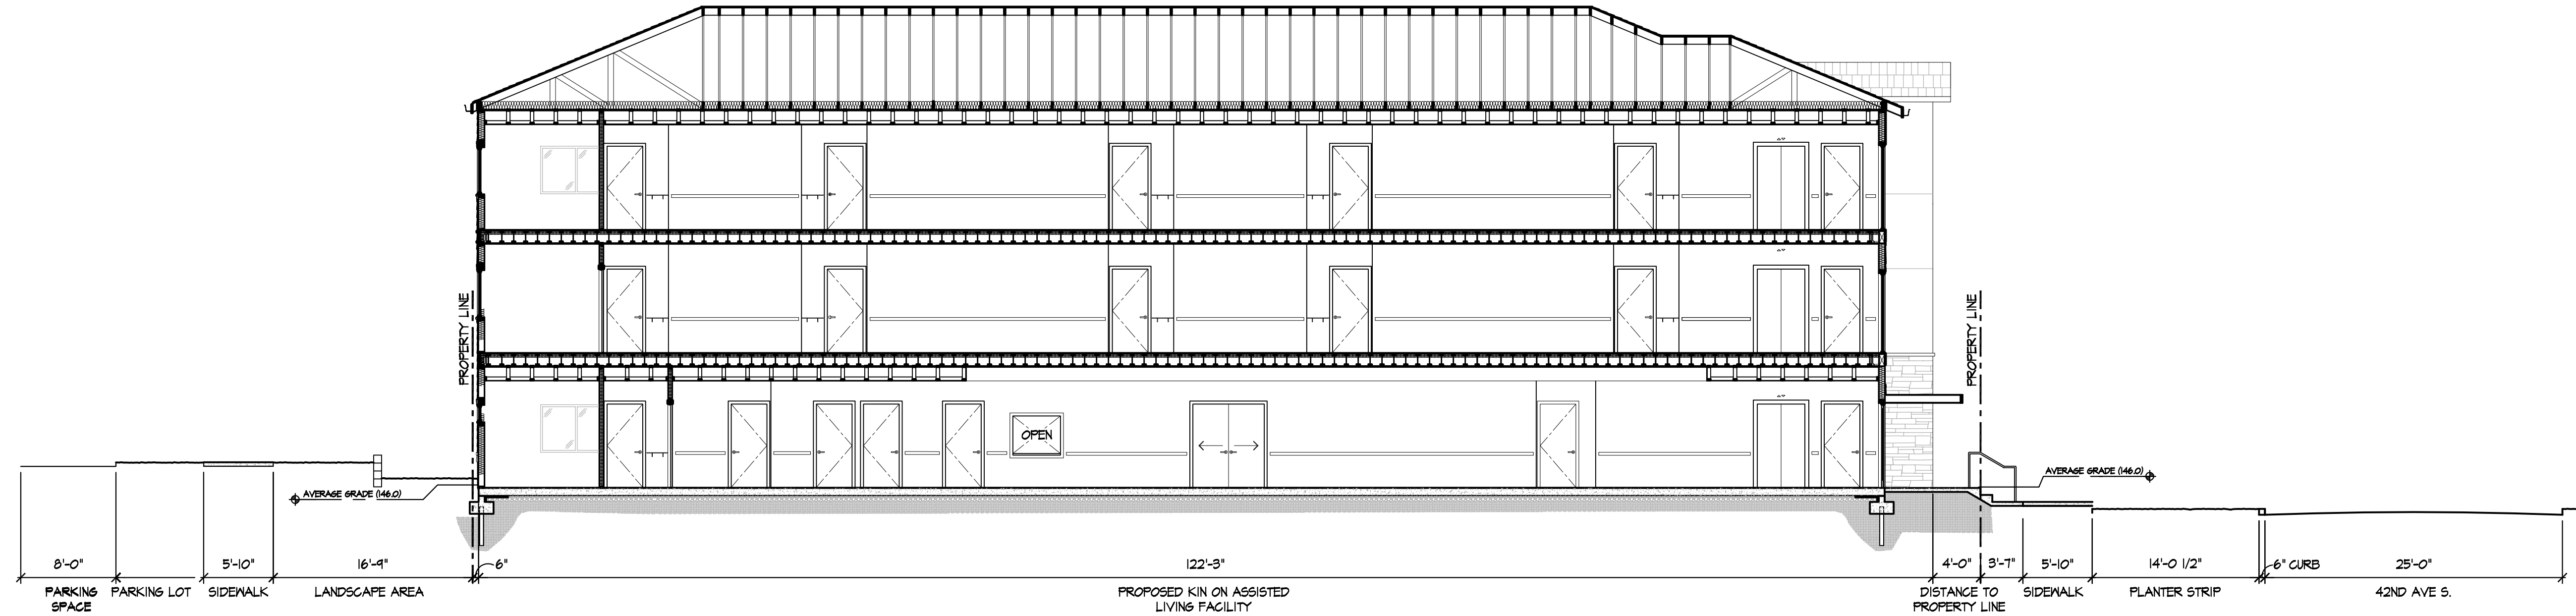 PROPERTY LINE
PROPERTY LINE
OPEN
AVERAGE GRADE (146.0)
AVERAGE GRADE (146.0)
8'-0"
5'-10"
16'-9"
6"
122'-3"
4'-0"
3'-7"
5'-10"
14'-0 1/2"
6" CURB
25'-0"
PARKING
SPACE
PARKING LOT
SIDEWALK
LANDSCAPE AREA
PROPOSED KIN ON ASSISTED
LIVING FACILITY
DISTANCE TO
PROPERTY LINE
SIDEWALK
PLANTER STRIP
42ND AVE S.